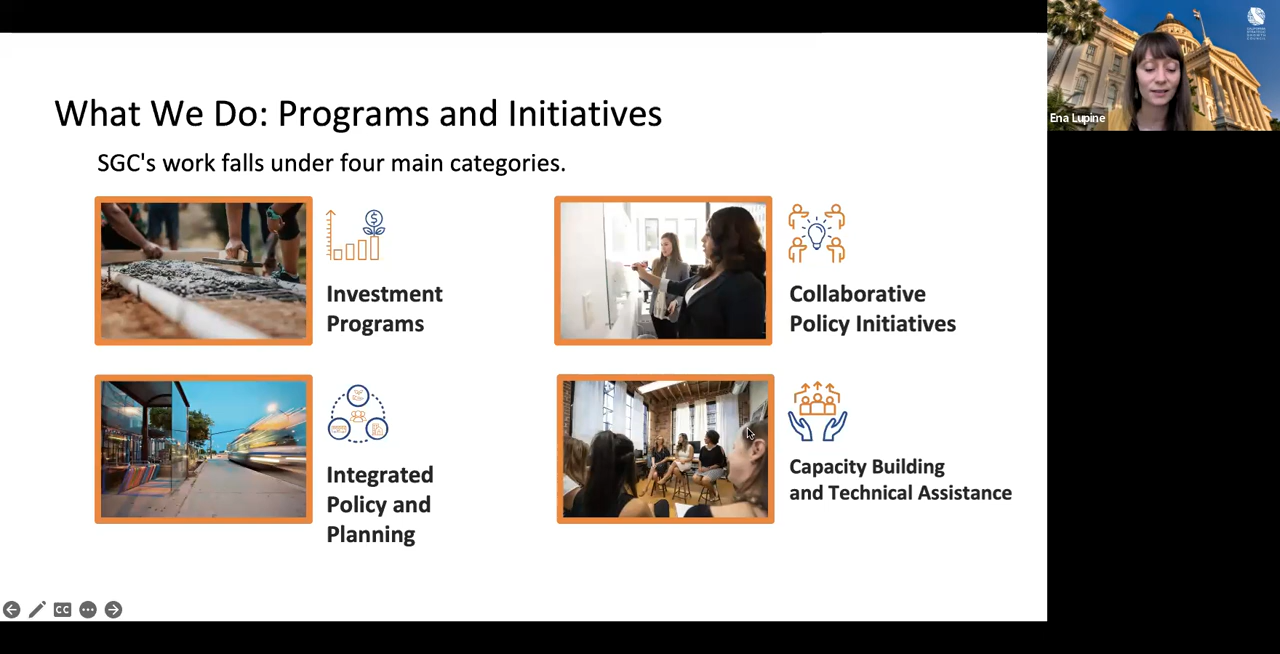 What We Do: Programs and Initiatives
SGC's work falls under four main categories.
Investment
Programs
Collaborative
Policy Initiatives
Integrated
Policy and
Planning
Capacity Building
and Technical Assistance
CC
Ena Lupine